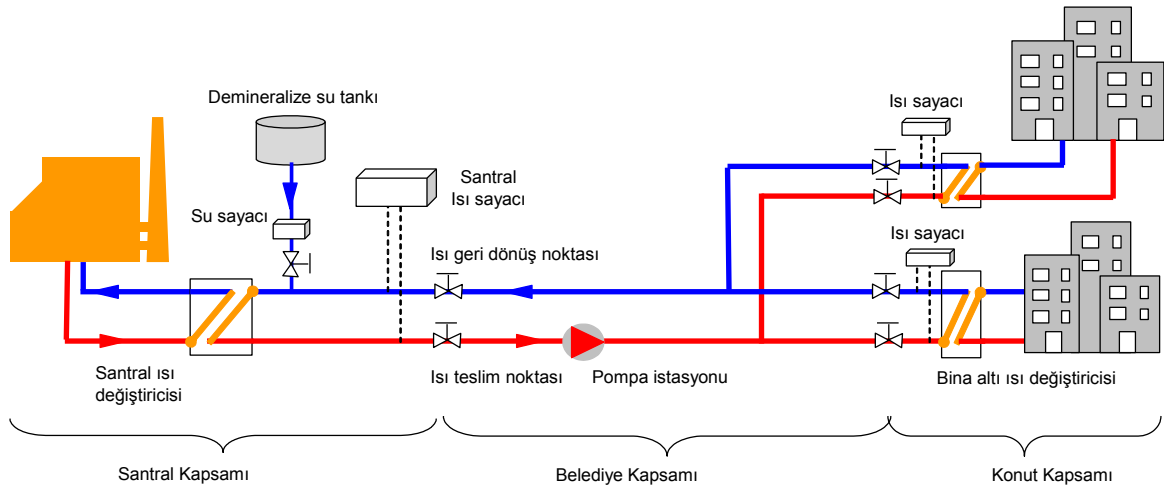 Demineralize su tankı
Isı sayacı
Santral
Isı sayacı
Su sayacı
Isı geri dönüş noktası
Isı sayacı
Santral ısı
değiştiricisi
Isı teslim noktası
Pompa istasyonu
Bina altı ısı değiştiricisi
Santral Kapsamı
Belediye Kapsamı
Konut Kapsamı